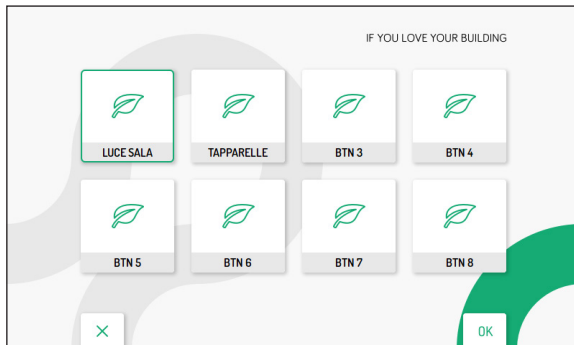 IF YOU LOVE YOUR BUILDING
LUCE SALA TAPPARELLE BTN 3 BTN 4
BTN 5 BTN 6 BTN 7 BTN 8
OK